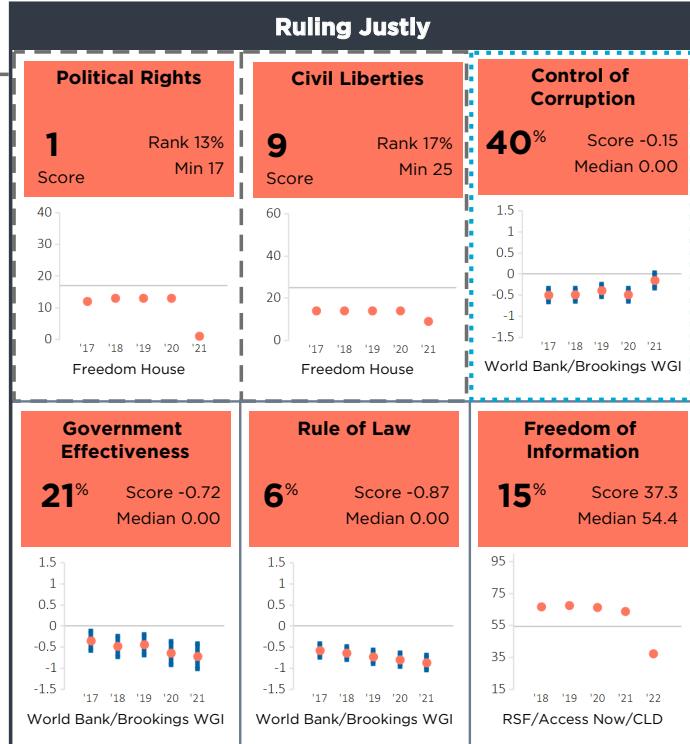 Ruling Justly
Political Rights
1
Score
Rank 13%
Min 17
40
30
20
10
0
'17 '18 '19 '20 '21
Freedom House
Civil Liberties
9
Score
Rank 17%
Min 25
60
40
20
0
'17 '18 '19 '20 '21
Freedom House
Control of
Corruption
40%
Score -0.15
Median 0.00
1.5
1
0.5
0
-0.5
-1
-1.5
'17 '18 '19 '20 '21
World Bank/Brookings WGI
Government
Effectiveness
21%
Score -0.72
Median 0.00
1.5
1
0.5
0
-0.5
-1
-1.5
'17 '18 '19 '20 '21
World Bank/Brookings WGI
Rule of Law
6%
Score -0.87
Median 0.00
1.5
1
0.5
0
-0.5
-1
-1.5
'17 '18 '19 '20 '21
World Bank/Brookings WGI
Freedom of
Information
15%
Score 37.3
Median 54.4
95
75
55
35
15
'18 '19 '20 '21 '22
RSF/Access Now/CLD